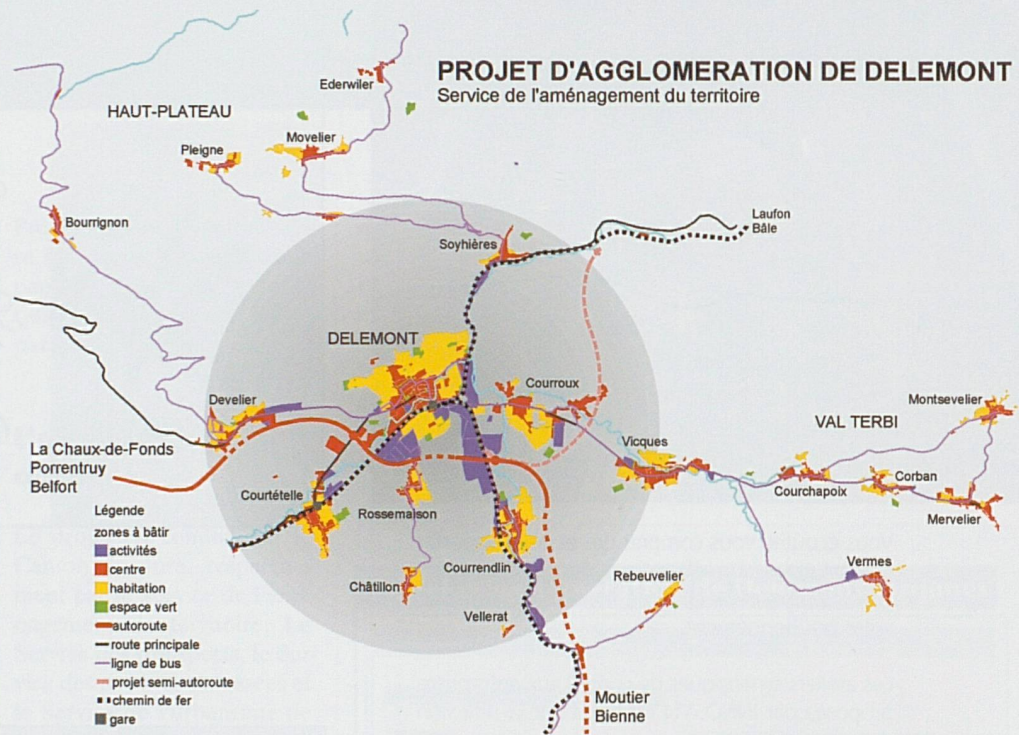 PROJET D'AGGLOMERATION DE DELEMONT
Service de l'aménagement du territoire
Ederwiler
HAUT-PLATEAU
Movelier
Pleigne
Bourrignon
Laufon
Bâle
Soyhières
DELEMONT
Develier
Courroux
Montsevelier
VAL TERBI
Vicques
La Chaux-de-Fonds
Porrentruy
Belfort
Courtételle
Rossemaison
Courchapoix
Corban
Mervelier
Châtillon
Courrendlin
Rebeuvelier
Vermes
Vellerat
Moutier
Bienne
Légende
zones à bâtir
activités
centre
habitation
espace vert
autoroute
route principale
ligne de bus
projet semi-autoroute
chemin de fer
gare